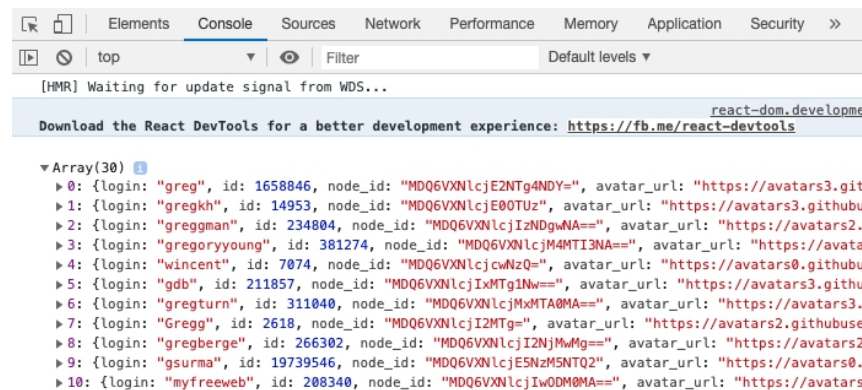 Elements Console Sources Network Performance Memory Application Security »
top ▼ Filter Default levels ▼
[HMR] Waiting for update signal from WDS...
react-dom.developme
Download the React DevTools for a better development experience: https://fb.me/react-devtools
▼Array(30) i
▶0: {login: "greg", id: 1658846, node_id: "MDQ6VXNlcjE2NTg4NDY=", avatar_url: "https://avatars3.git
▶1: {login: "gregkh", id: 14953, node_id: "MDQ6VXNlcjE0OTUz", avatar_url: "https://avatars3.githubu
▶2: {login: "greggman", id: 234804, node_id: "MDQ6VXNlcjIzNDgwNA==", avatar_url: "https://avatars2.
▶3: {login: "gregoryyoung", id: 381274, node_id: "MDQ6VXNlcjM4MTI3NA==", avatar_url: "https://avata
▶4: {login: "wincent", id: 7074, node_id: "MDQ6VXNlcjcwNzQ=", avatar_url: "https://avatars0.githubu
▶5: {login: "gdb", id: 211857, node_id: "MDQ6VXNlcjIxMTg1Nw==", avatar_url: "https://avatars3.githu
▶6: {login: "gregturn", id: 311040, node_id: "MDQ6VXNlcjMxMTA0MA==", avatar_url: "https://avatars3.
▶7: {login: "Gregg", id: 2618, node_id: "MDQ6VXNlcjI2MTg=", avatar_url: "https://avatars2.githubuse
▶8: {login: "gregberge", id: 266302, node_id: "MDQ6VXNlcjI2NjMwMg==", avatar_url: "https://avatars2
▶9: {login: "gsurma", id: 19739546, node_id: "MDQ6VXNlcjE5NzM5NTQ2", avatar_url: "https://avatars0.
▶10: {login: "myfreeweb", id: 208340, node_id: "MDQ6VXNlcjIwODM0MA==", avatar_url: "https://avatars